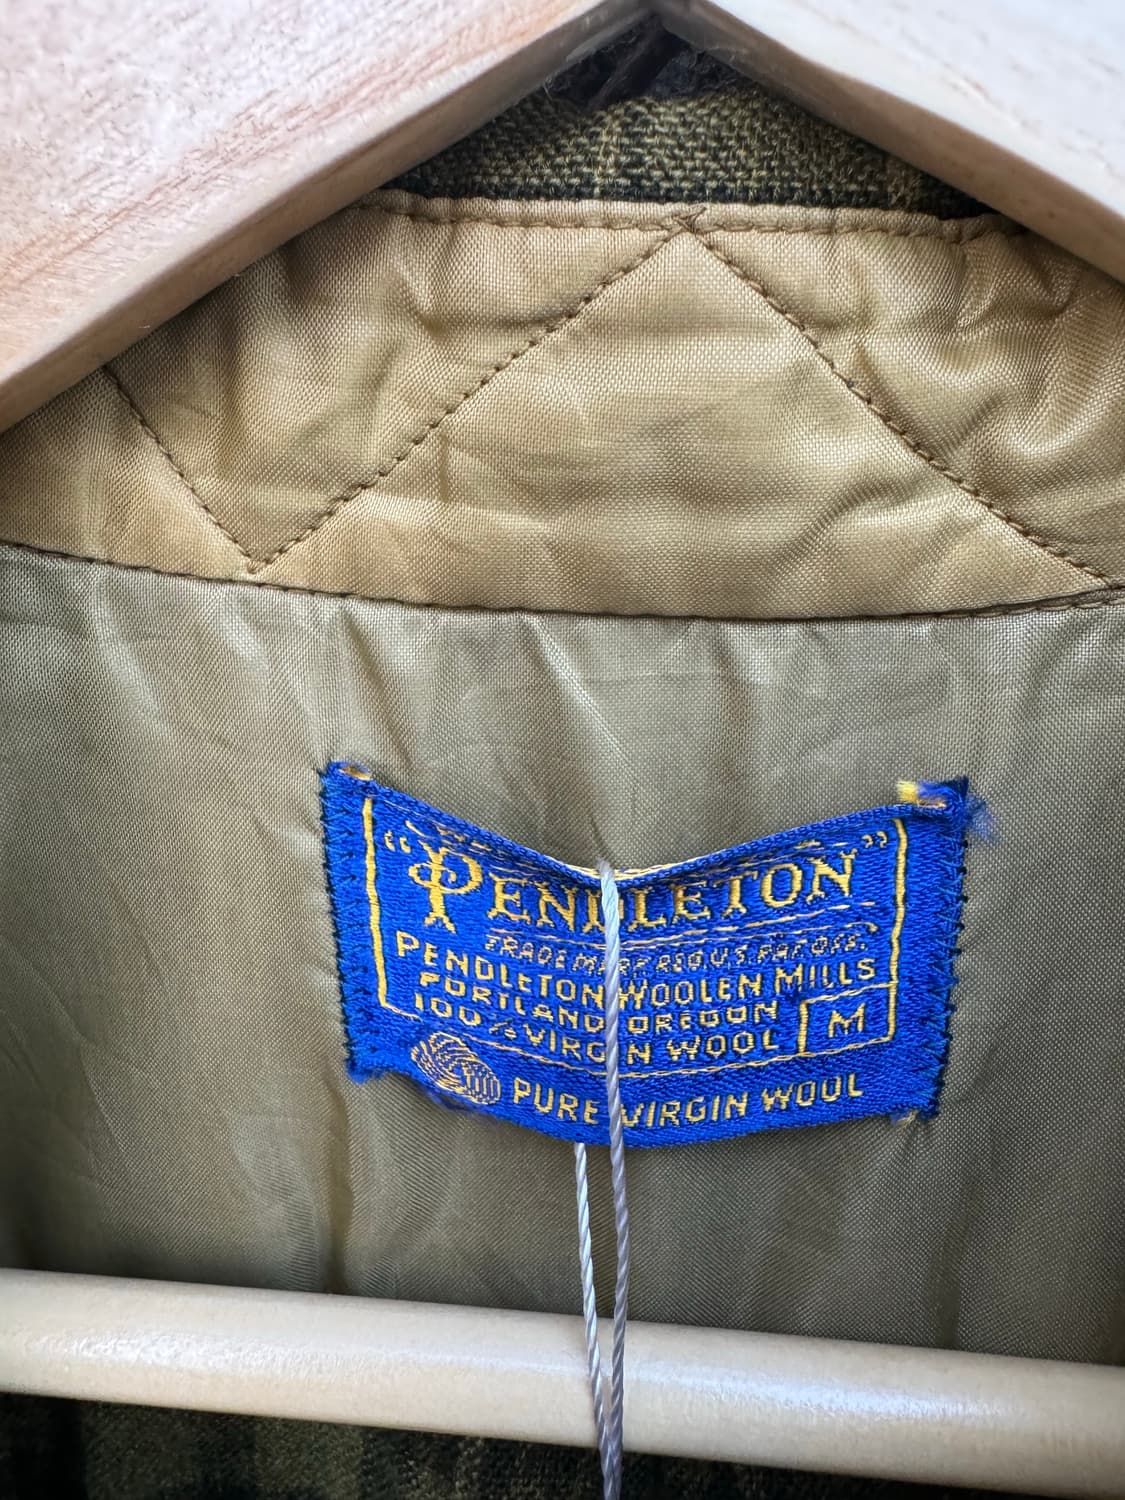 "PENDLETON"
TRADE MARK REG. U.S. PAT. OFF.
PENDLETON WOOLEN MILLS
PORTLAND, OREGON
100% VIRGIN WOOL
M
PURE VIRGIN WOOL